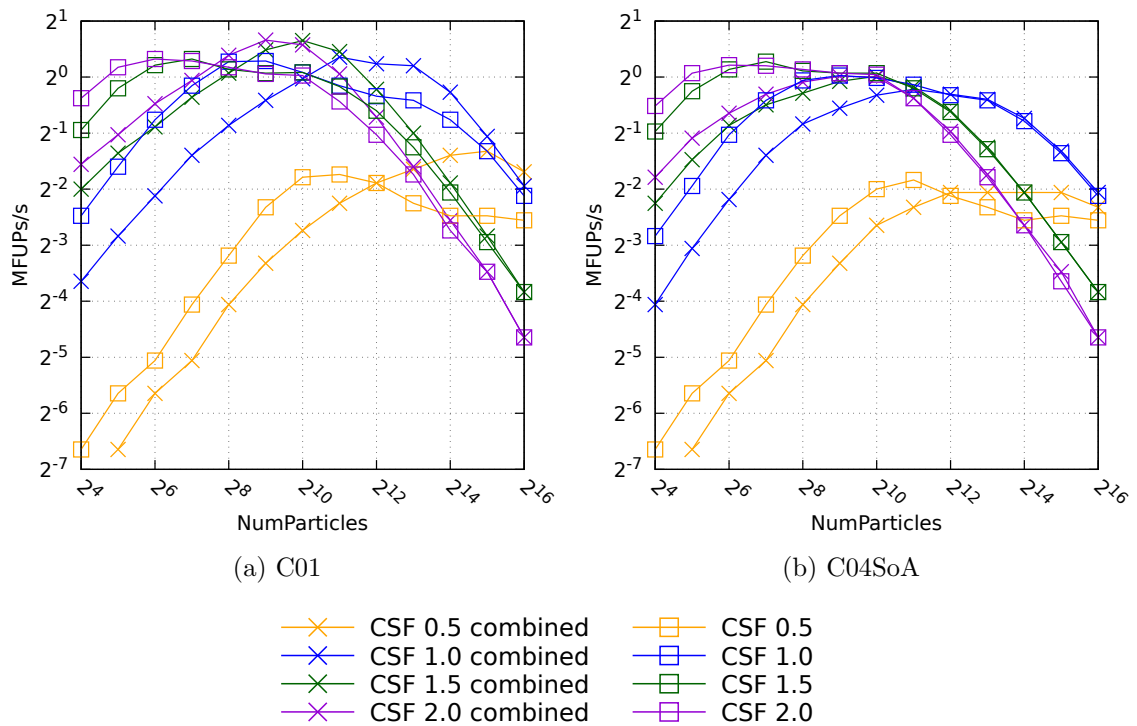 2^1
2^0
2^-1
2^-2
2^-3
2^-4
2^-5
2^-6
2^-7
MFUPs/s
2^4 2^6 2^8 2^10 2^12 2^14 2^16
NumParticles
(a) C01
2^1
2^0
2^-1
2^-2
2^-3
2^-4
2^-5
2^-6
2^-7
MFUPs/s
2^4 2^6 2^8 2^10 2^12 2^14 2^16
NumParticles
(b) C04SoA
CSF 0.5 combined CSF 0.5
CSF 1.0 combined CSF 1.0
CSF 1.5 combined CSF 1.5
CSF 2.0 combined CSF 2.0